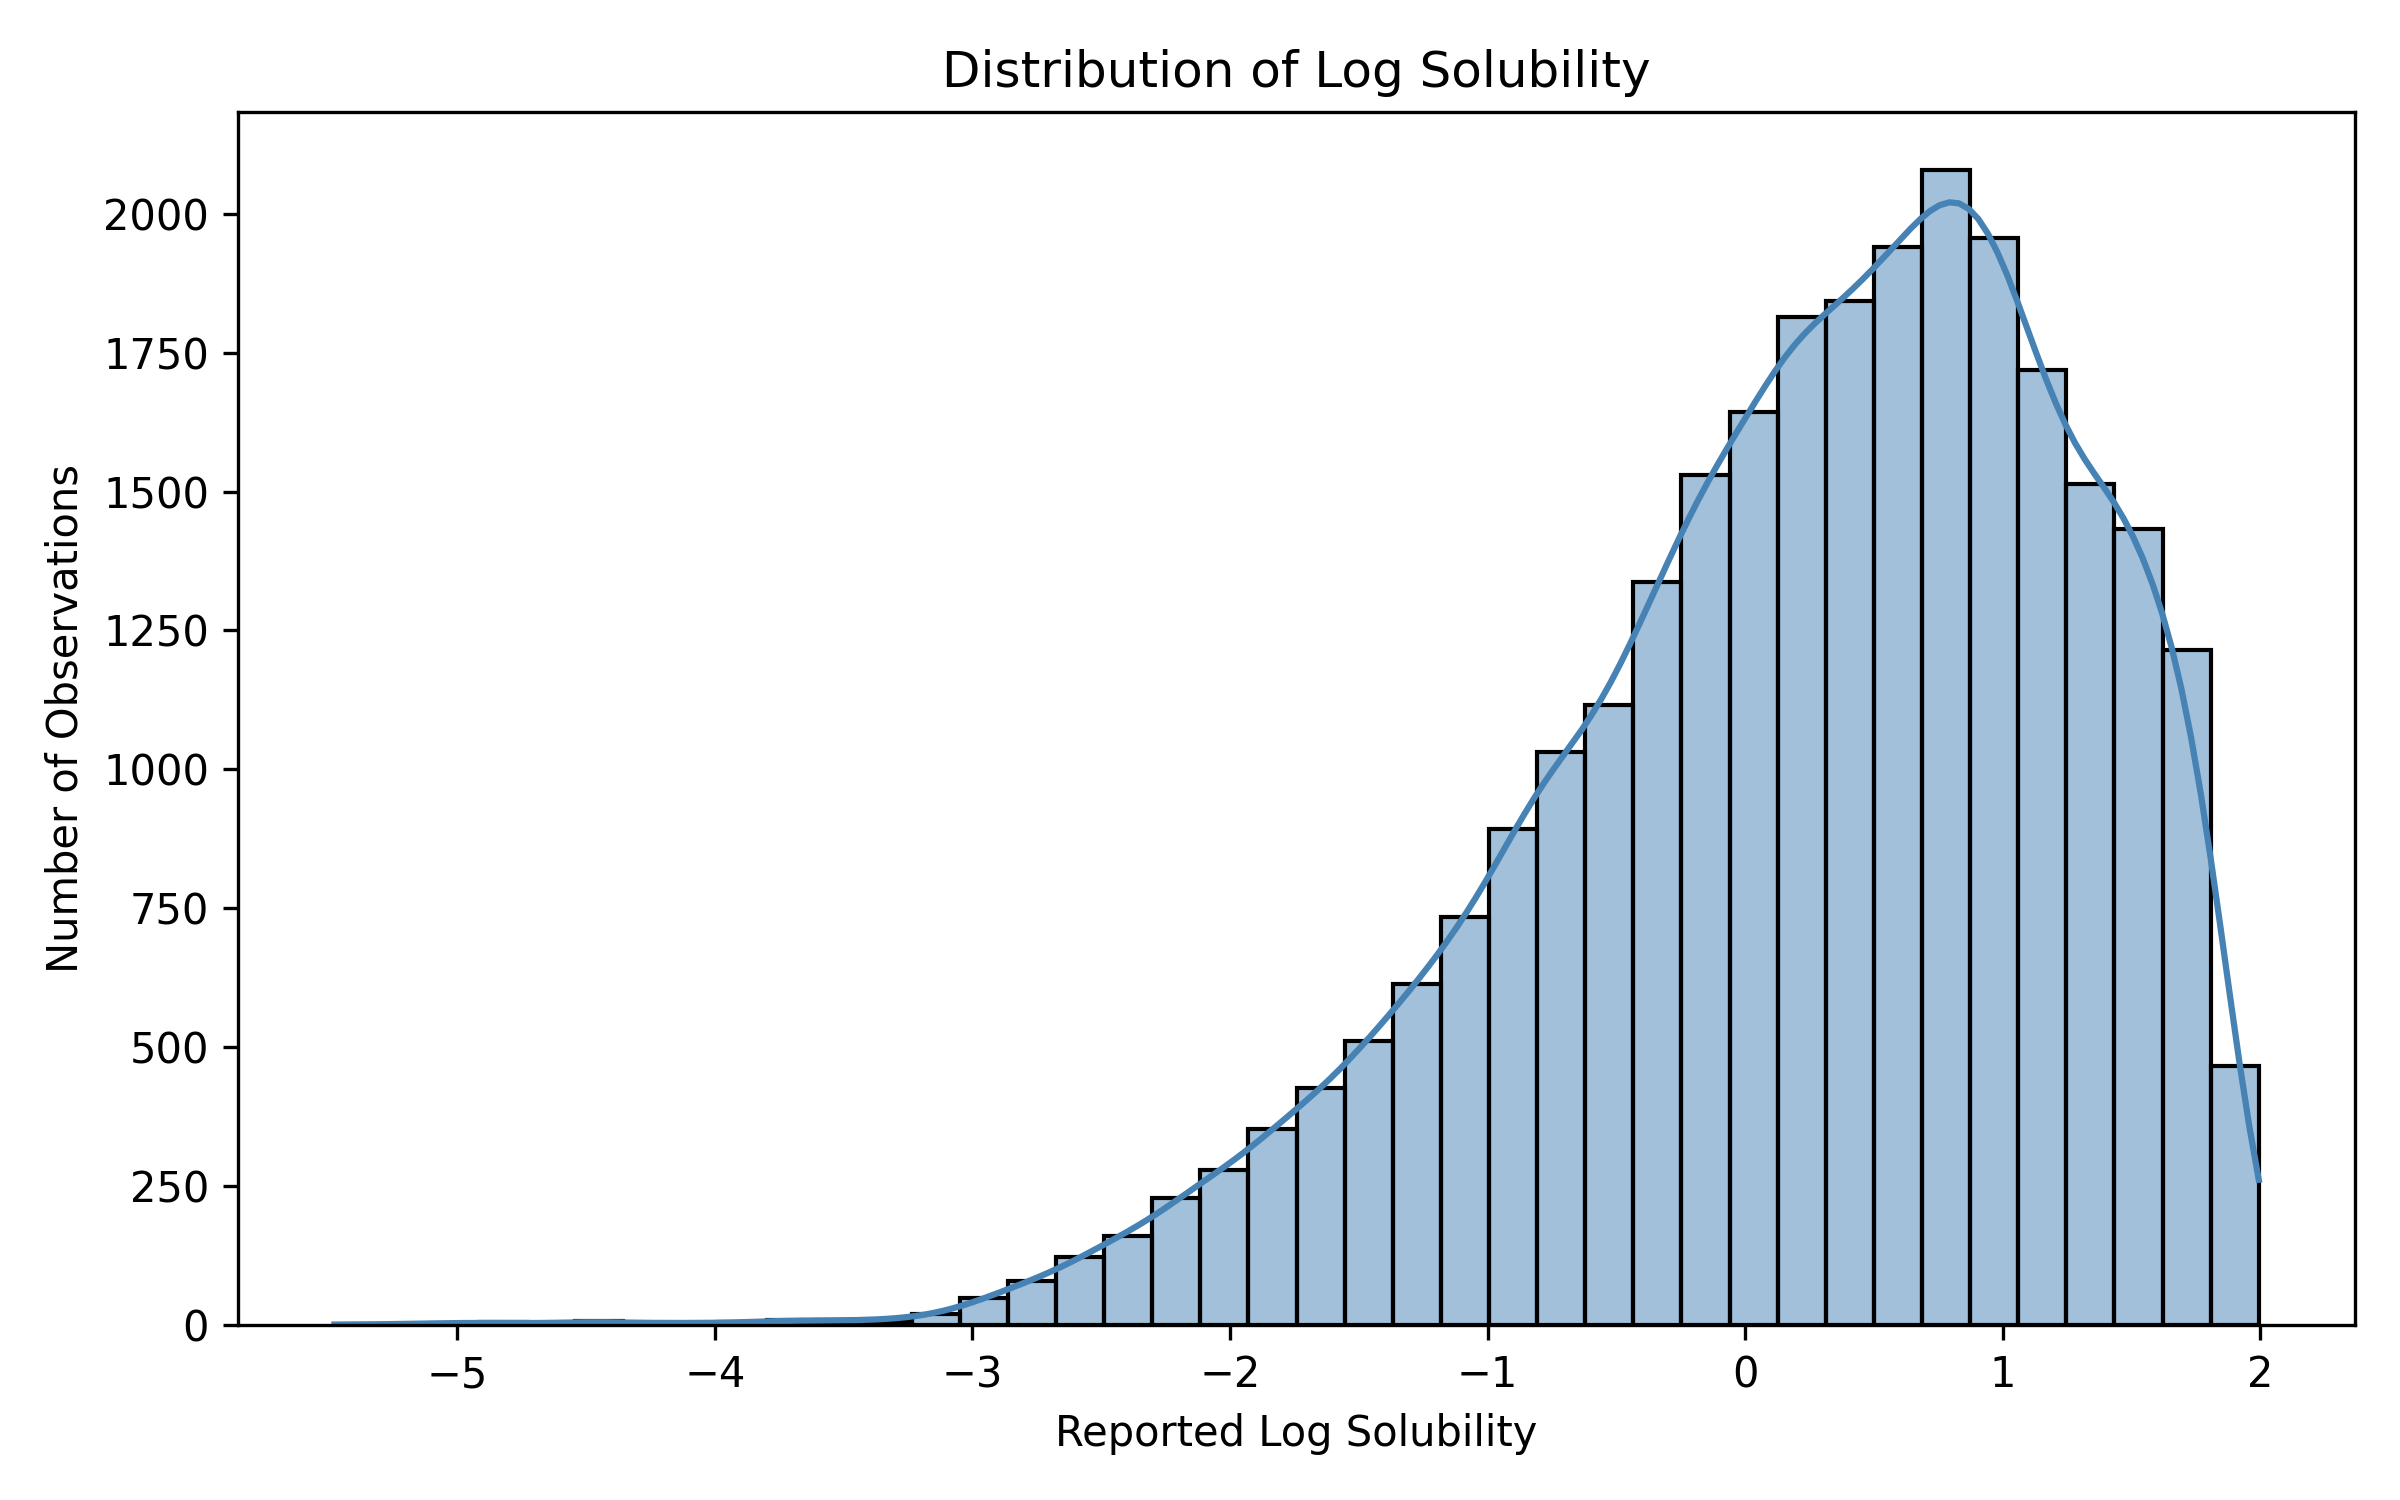 Distribution of Log Solubility
Number of Observations
2000
1750
1500
1250
1000
750
500
250
0
−5 −4 −3 −2 −1 0 1 2
Reported Log Solubility